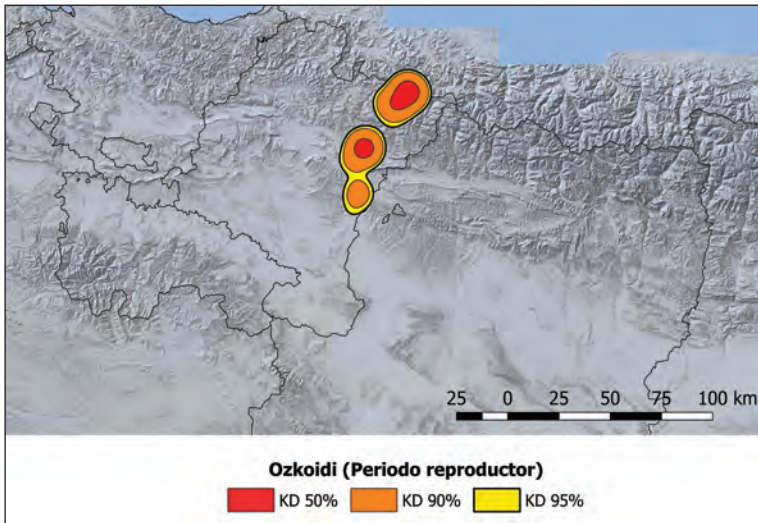 25 0 25 50 75 100 km
Ozkoidi (Periodo reproductor)
KD 50% KD 90% KD 95%